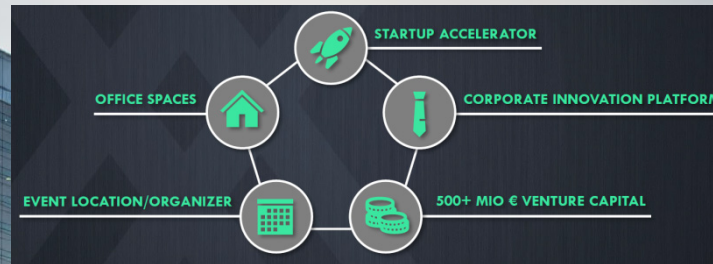 STARTUP ACCELERATOR
OFFICE SPACES
CORPORATE INNOVATION PLATFORM
EVENT LOCATION/ORGANIZER
500+ MIO € VENTURE CAPITAL